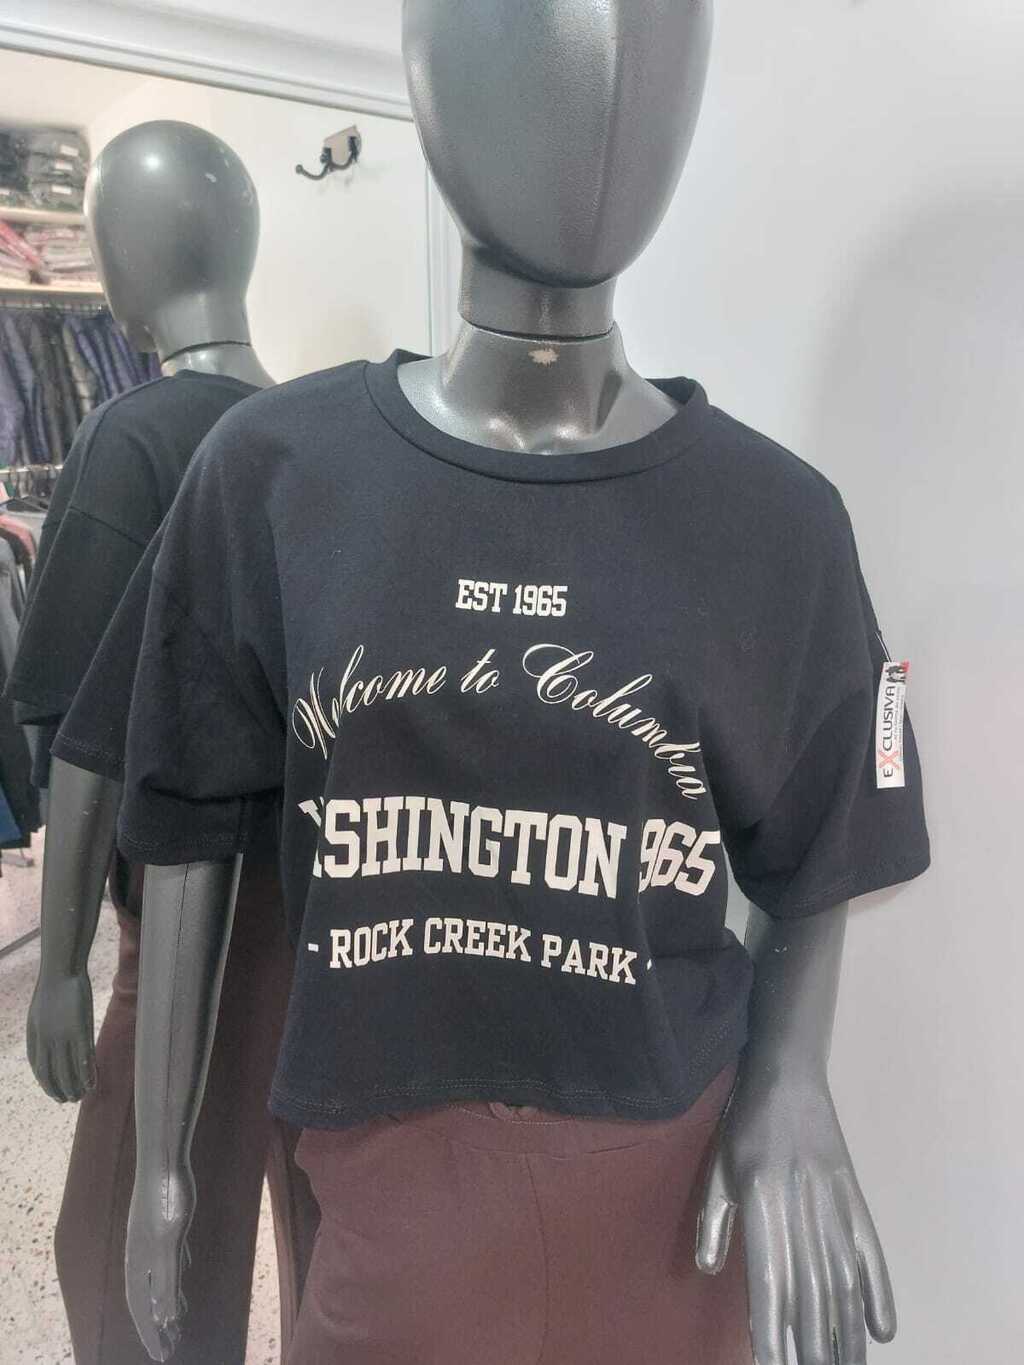 EST 1965
Welcome to Columbia
SHINGTON 965
- ROCK CREEK PARK -
EXCLUSIVA